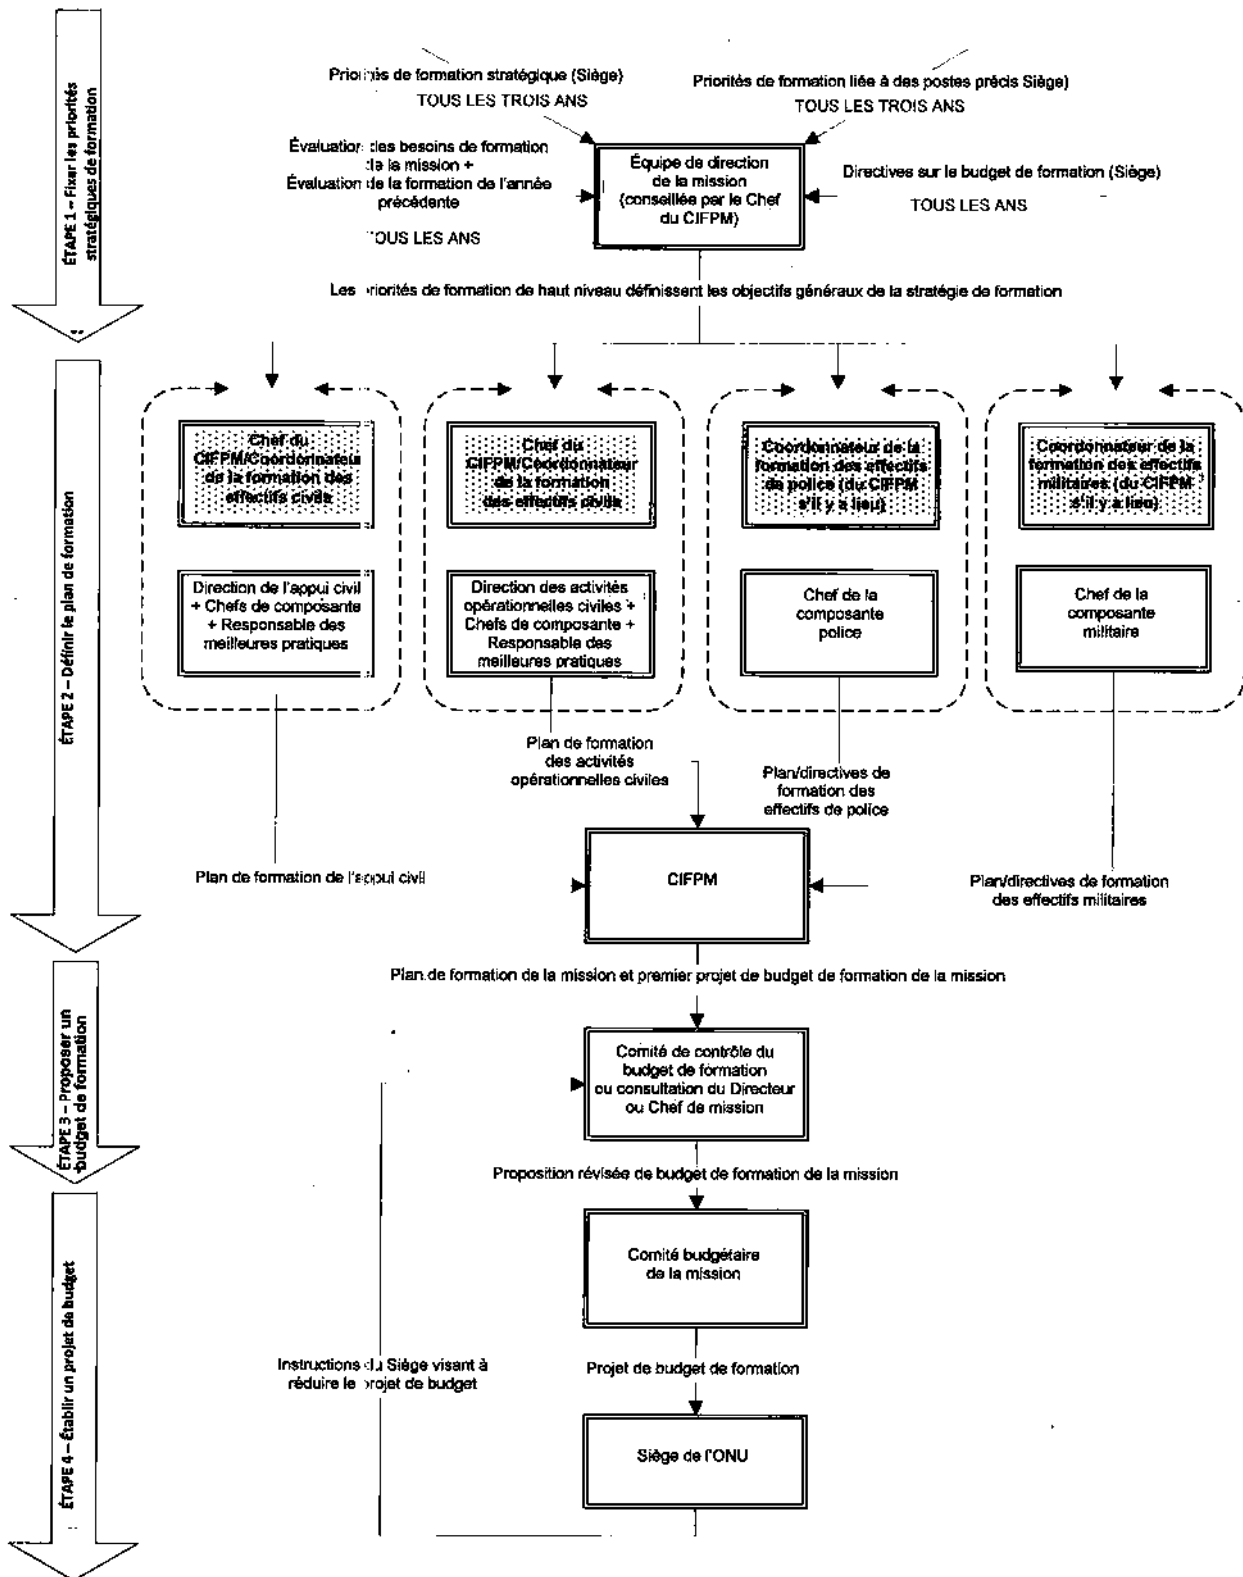 ÉTAPE 1 – Fixer les priorités
stratégiques de formation
Priorités de formation stratégique (Siège)
TOUS LES TROIS ANS
Priorités de formation liée à des postes précis Siège)
TOUS LES TROIS ANS
Évaluation des besoins de formation
de la mission +
Évaluation de la formation de l'année
précédente
TOUS LES ANS
Équipe de direction
de la mission
(conseillée par le Chef
du CIFPM)
Directives sur le budget de formation (Siège)
TOUS LES ANS
Les priorités de formation de haut niveau définissent les objectifs généraux de la stratégie de formation
ÉTAPE 2 – Définir le plan de formation
Chef du
CIFPM/Coordonnateur
de la formation des
effectifs civils
Chef du
CIFPM/Coordonnateur
de la formation
des effectifs civils
Coordonnateur de la
formation des effectifs
de police (du CIFPM
s'il y a lieu)
Coordonnateur de la
formation des effectifs
militaires (du CIFPM
s'il y a lieu)
Direction de l'appui civil
+ Chefs de composante
+ Responsable des
meilleures pratiques
Direction des activités
opérationnelles civiles +
Chefs de composante +
Responsable des
meilleures pratiques
Chef de la
composante
police
Chef de la
composante
militaire
Plan de formation
des activités
opérationnelles civiles
Plan/directives de
formation des
effectifs de police
Plan de formation de l'appui civil
CIFPM
Plan/directives de formation
des effectifs militaires
Plan de formation de la mission et premier projet de budget de formation de la mission
ÉTAPE 3 – Proposer un
budget de formation
Comité de contrôle du
budget de formation
ou consultation du Directeur
ou Chef de mission
Proposition révisée de budget de formation de la mission
ÉTAPE 4 – Établir un projet de budget
Comité budgétaire
de la mission
Instructions du Siège visant à
réduire le projet de budget
Projet de budget de formation
Siège de l'ONU